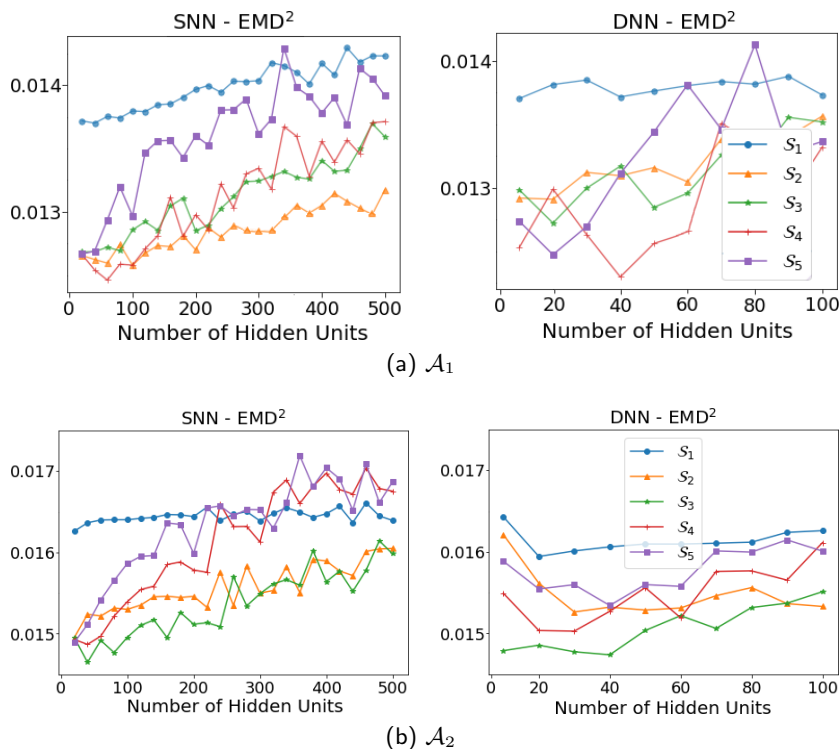 SNN - EMD²
DNN - EMD²
0.014
0.013
0 100 200 300 400 500
Number of Hidden Units
0.014
0.013
0 20 40 60 80 100
Number of Hidden Units
𝒮₁
𝒮₂
𝒮₃
𝒮₄
𝒮₅
(a) 𝒜₁
SNN - EMD²
DNN - EMD²
0.017
0.016
0.015
0 100 200 300 400 500
Number of Hidden Units
0.017
0.016
0.015
0 20 40 60 80 100
Number of Hidden Units
𝒮₁
𝒮₂
𝒮₃
𝒮₄
𝒮₅
(b) 𝒜₂